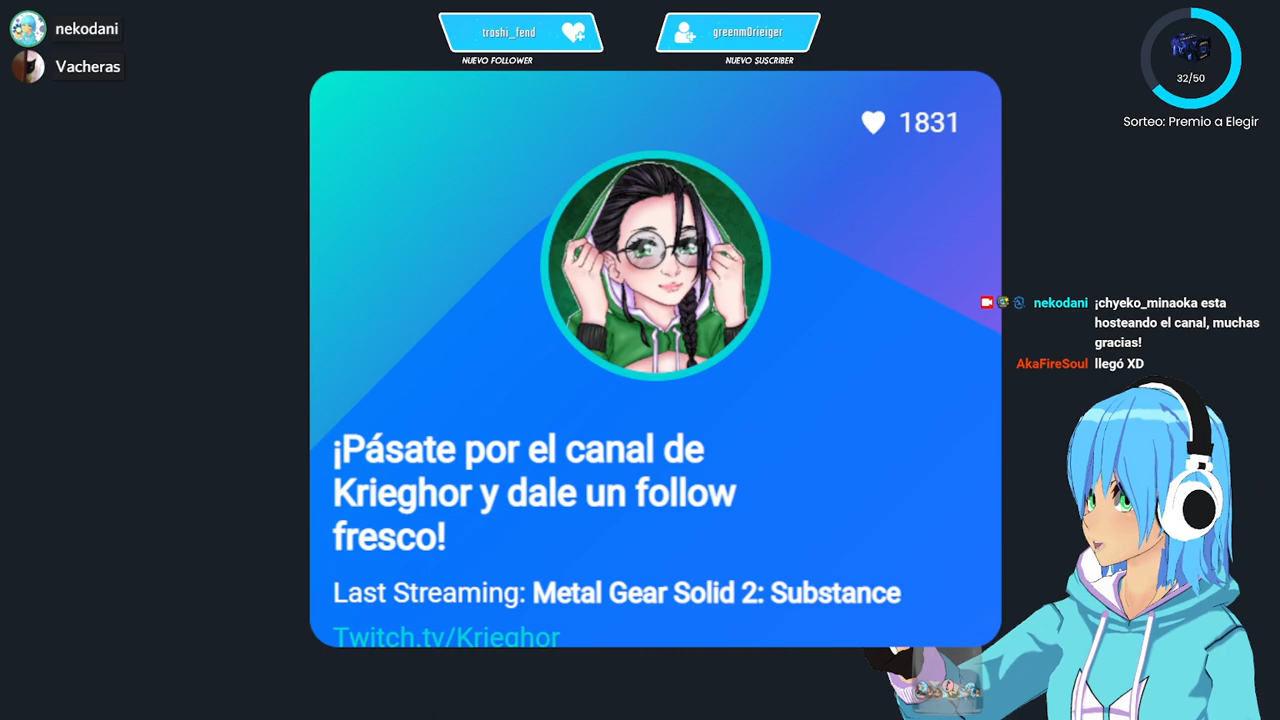 nekodani
Vacheras
trashi_fend
NUEVO FOLLOWER
greenm0rieiger
NUEVO SUSCRIBER
32/50
Sorteo: Premio a Elegir
1831
¡Pásate por el canal de
Krieghor y dale un follow
fresco!
Last Streaming: Metal Gear Solid 2: Substance
Twitch.tv/Krieghor
nekodani ¡chyeko_minaoka esta
hosteando el canal, muchas
gracias!
AkaFireSoul llegó XD